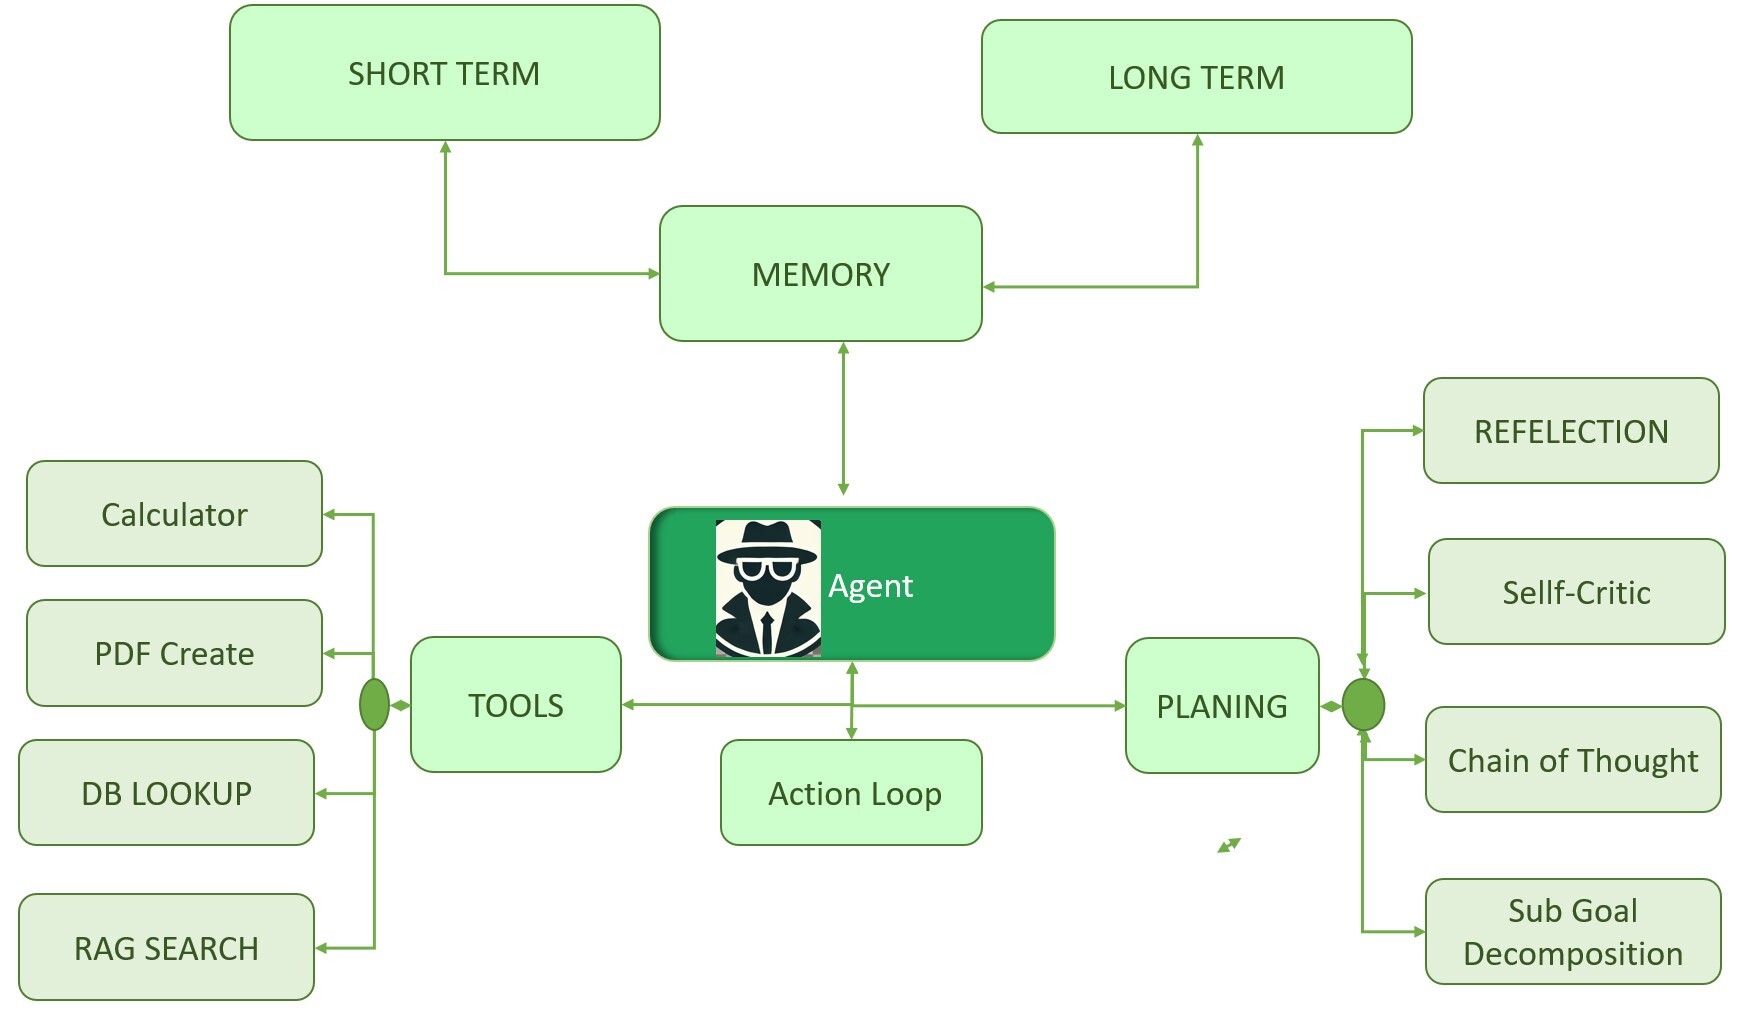 SHORT TERM
LONG TERM
MEMORY
REFELECTION
Calculator
Agent
Sellf-Critic
PDF Create
TOOLS
PLANING
Chain of Thought
DB LOOKUP
Action Loop
Sub Goal
Decomposition
RAG SEARCH